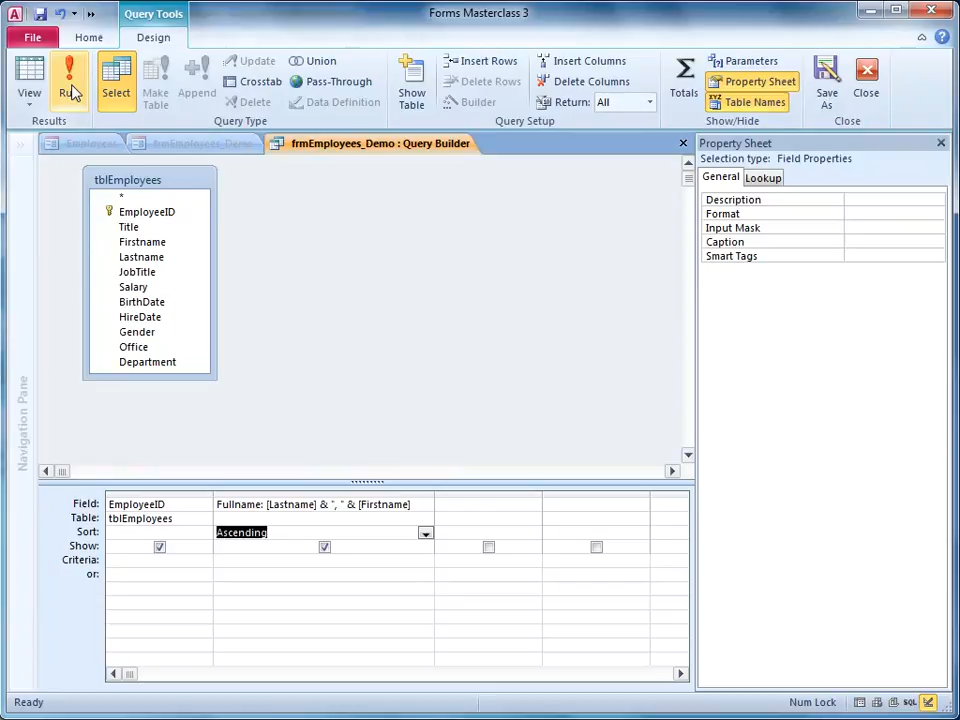 Query Tools
Forms Masterclass 3
File
Home
Design
View
Run
Select
Make Table
Append
Update
Crosstab
Delete
Union
Pass-Through
Data Definition
Show Table
Insert Rows
Delete Rows
Builder
Insert Columns
Delete Columns
Return: All
Totals
Parameters
Property Sheet
Table Names
Save As
Close
Results
Query Type
Query Setup
Show/Hide
Close
Employees
frmEmployees_Demo
frmEmployees_Demo : Query Builder
Property Sheet
Selection type: Field Properties
General
Lookup
Description
Format
Input Mask
Caption
Smart Tags
tblEmployees
*
EmployeeID
Title
Firstname
Lastname
JobTitle
Salary
BirthDate
HireDate
Gender
Office
Department
Navigation Pane
Field: EmployeeID Fullname: [Lastname] & ", " & [Firstname]
Table: tblEmployees
Sort: Ascending
Show:
Criteria:
or:
Ready
Num Lock
SQL